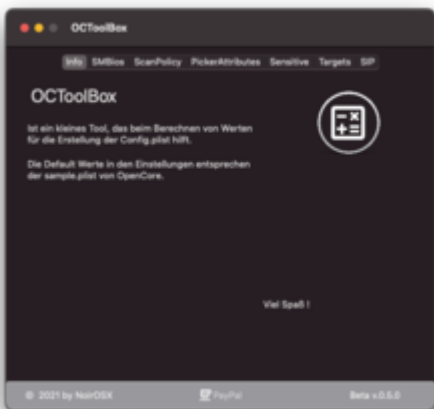 OCToolBox
Info SMBios ScanPolicy PickerAttributes Sensitive Targets SIP
OCToolBox
Ist ein kleines Tool, das beim Berechnen von Werten
für die Erstellung der Config.plist hilft.
Die Default Werte in den Einstellungen entsprechen
der sample.plist von OpenCore.
Viel Spaß !
© 2021 by NoirOSX PayPal Beta v.0.5.0